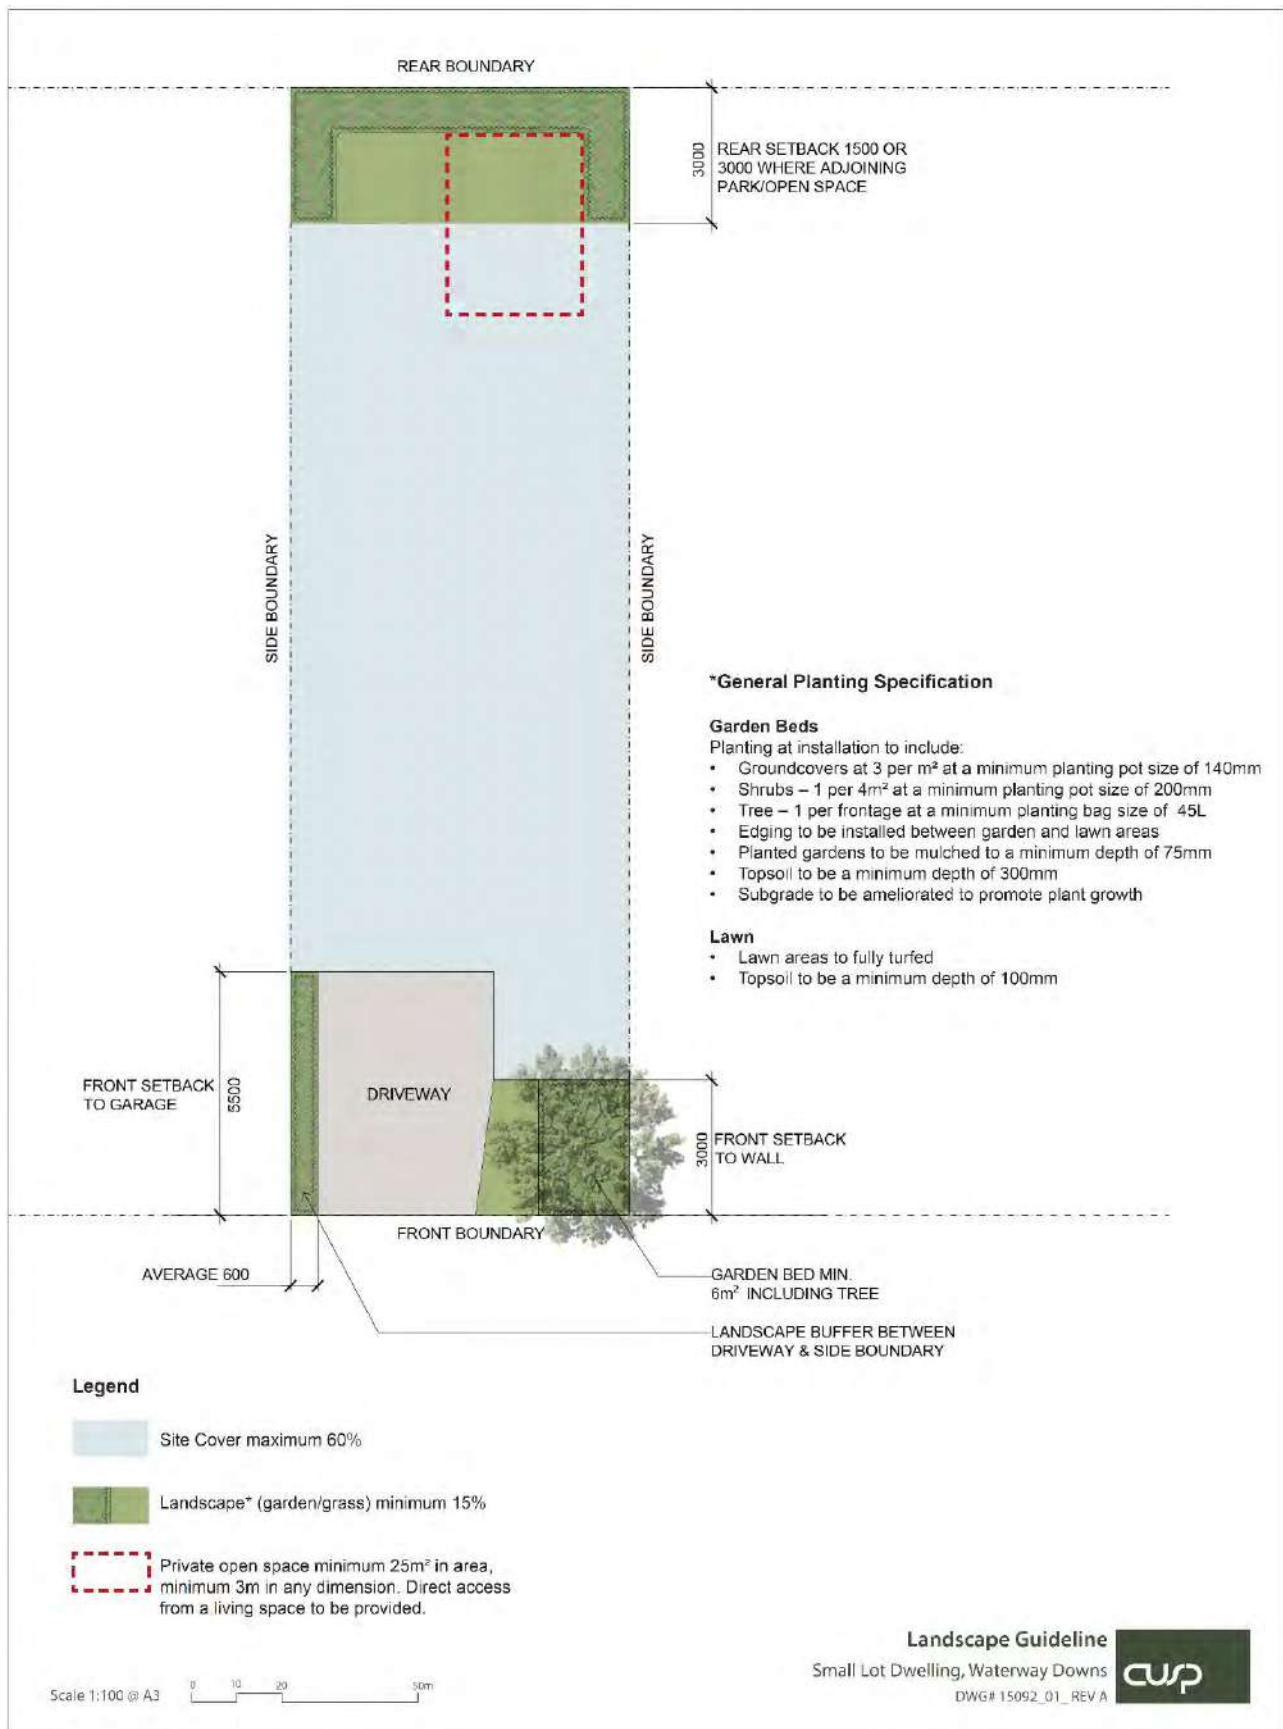 REAR BOUNDARY
3000
REAR SETBACK 1500 OR
3000 WHERE ADJOINING
PARK/OPEN SPACE
SIDE BOUNDARY
SIDE BOUNDARY
*General Planting Specification
Garden Beds
Planting at installation to include:
• Groundcovers at 3 per m² at a minimum planting pot size of 140mm
• Shrubs – 1 per 4m² at a minimum planting pot size of 200mm
• Tree – 1 per frontage at a minimum planting bag size of 45L
• Edging to be installed between garden and lawn areas
• Planted gardens to be mulched to a minimum depth of 75mm
• Topsoil to be a minimum depth of 300mm
• Subgrade to be ameliorated to promote plant growth
Lawn
• Lawn areas to fully turfed
• Topsoil to be a minimum depth of 100mm
FRONT SETBACK
TO GARAGE
5500
DRIVEWAY
3000
FRONT SETBACK
TO WALL
FRONT BOUNDARY
AVERAGE 600
GARDEN BED MIN.
6m² INCLUDING TREE
LANDSCAPE BUFFER BETWEEN
DRIVEWAY & SIDE BOUNDARY
Legend
Site Cover maximum 60%
Landscape* (garden/grass) minimum 15%
Private open space minimum 25m² in area,
minimum 3m in any dimension. Direct access
from a living space to be provided.
Scale 1:100 @ A3
0 10 20 50m
Landscape Guideline
Small Lot Dwelling, Waterway Downs
DWG# 15092_01_ REV A
cusp